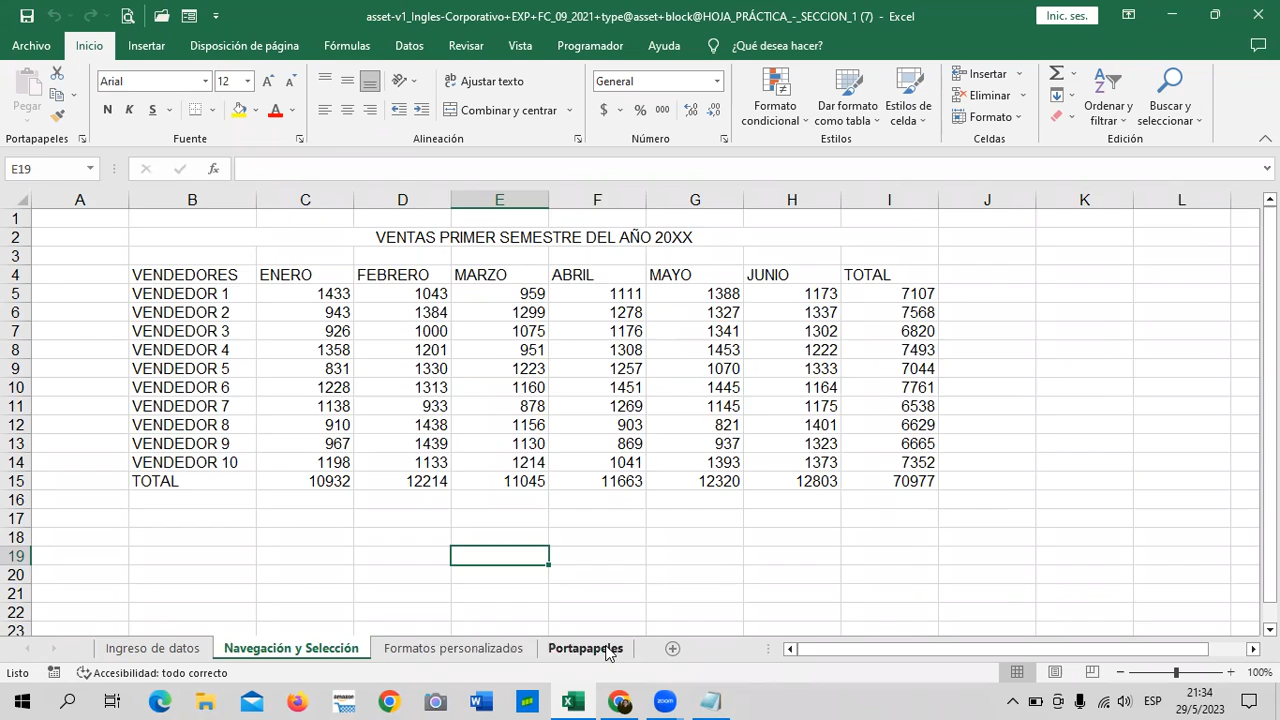 asset-v1_Ingles-Corporativo+EXP+FC_09_2021+type@asset+block@HOJA_PRÁCTICA_-_SECCION_1 (7) - Excel
Inic. ses.
Archivo Inicio Insertar Disposición de página Fórmulas Datos Revisar Vista Programador Ayuda ¿Qué desea hacer?
Pegar
Arial 12
N K S
Ajustar texto
Combinar y centrar
General
$ % 000
Formato condicional
Dar formato como tabla
Estilos de celda
Insertar
Eliminar
Formato
Ordenar y filtrar
Buscar y seleccionar
Portapapeles Fuente Alineación Número Estilos Celdas Edición
E19
A B C D E F G H I J K L
1
2 VENTAS PRIMER SEMESTRE DEL AÑO 20XX
3
4 VENDEDORES ENERO FEBRERO MARZO ABRIL MAYO JUNIO TOTAL
5 VENDEDOR 1 1433 1043 959 1111 1388 1173 7107
6 VENDEDOR 2 943 1384 1299 1278 1327 1337 7568
7 VENDEDOR 3 926 1000 1075 1176 1341 1302 6820
8 VENDEDOR 4 1358 1201 951 1308 1453 1222 7493
9 VENDEDOR 5 831 1330 1223 1257 1070 1333 7044
10 VENDEDOR 6 1228 1313 1160 1451 1445 1164 7761
11 VENDEDOR 7 1138 933 878 1269 1145 1175 6538
12 VENDEDOR 8 910 1438 1156 903 821 1401 6629
13 VENDEDOR 9 967 1439 1130 869 937 1323 6665
14 VENDEDOR 10 1198 1133 1214 1041 1393 1373 7352
15 TOTAL 10932 12214 11045 11663 12320 12803 70977
16
17
18
19
20
21
22
23
Ingreso de datos Navegación y Selección Formatos personalizados Portapapeles
Listo Accesibilidad: todo correcto 100%
amazon zoom ESP 21:34
29/5/2023